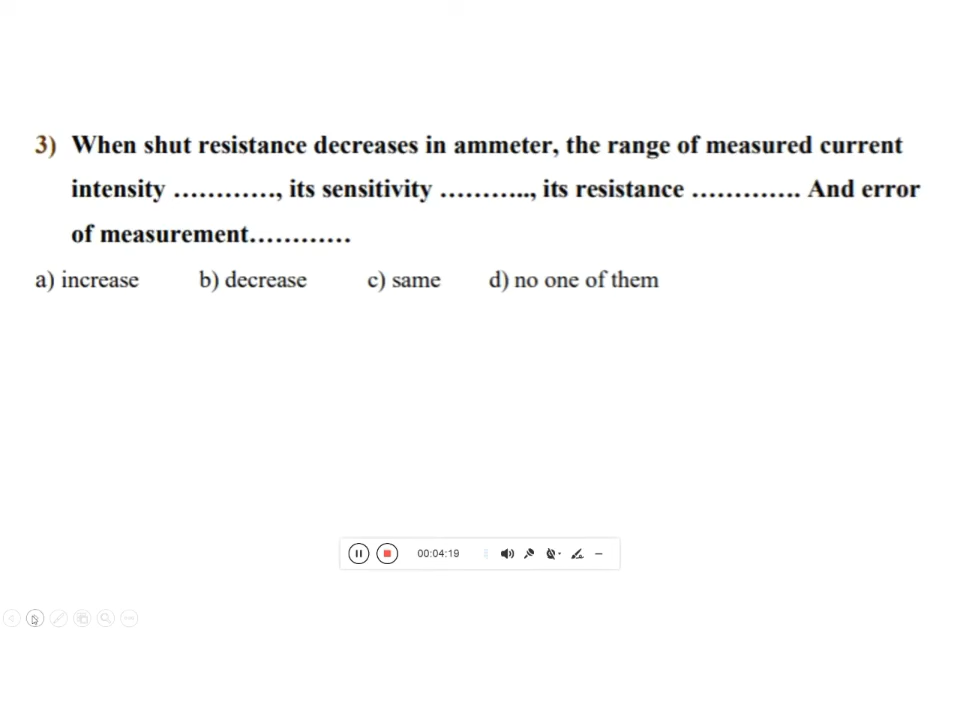 3) When shut resistance decreases in ammeter, the range of measured current
intensity …………, its sensitivity ……….., its resistance …………. And error
of measurement…………
a) increase b) decrease c) same d) no one of them
00:04:19